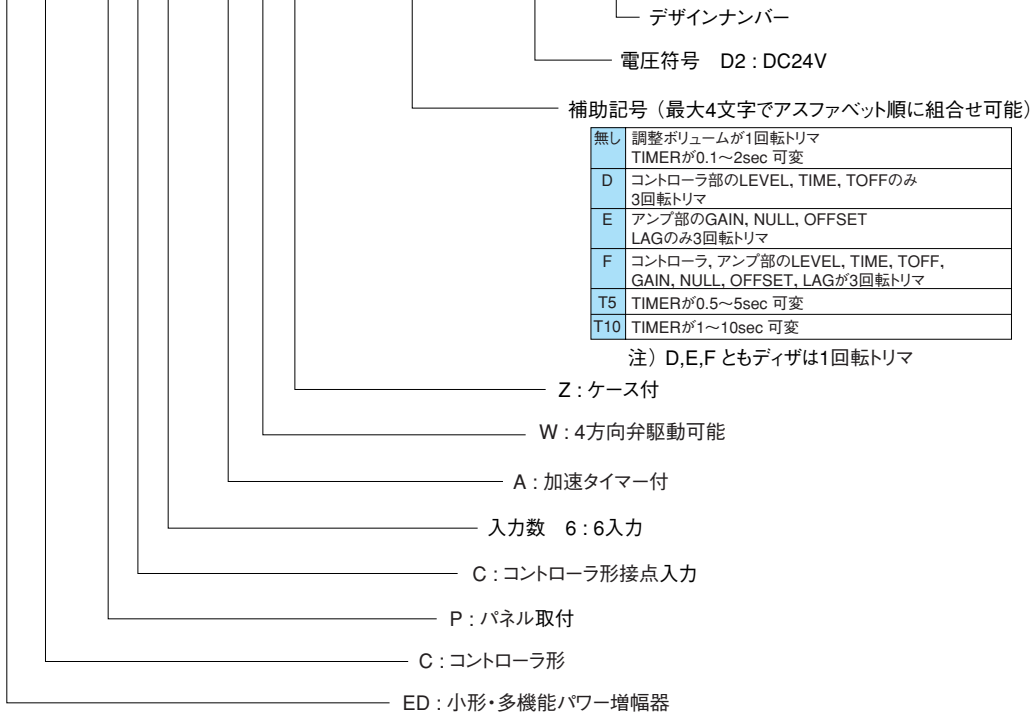 デザインナンバー
電圧符号　D2 : DC24V
補助記号（最大4文字でアスファベット順に組合せ可能）
無し 調整ボリュームが1回転トリマ
TIMERが0.1～2sec 可変
D コントローラ部のLEVEL, TIME, TOFFのみ
3回転トリマ
E アンプ部のGAIN, NULL, OFFSET
LAGのみ3回転トリマ
F コントローラ, アンプ部のLEVEL, TIME, TOFF,
GAIN, NULL, OFFSET, LAGが3回転トリマ
T5 TIMERが0.5～5sec 可変
T10 TIMERが1～10sec 可変
注）D,E,F ともディザは1回転トリマ
Z : ケース付
W : 4方向弁駆動可能
A : 加速タイマー付
入力数　6 : 6入力
C : コントローラ形接点入力
P : パネル取付
C : コントローラ形
ED : 小形・多機能パワー増幅器